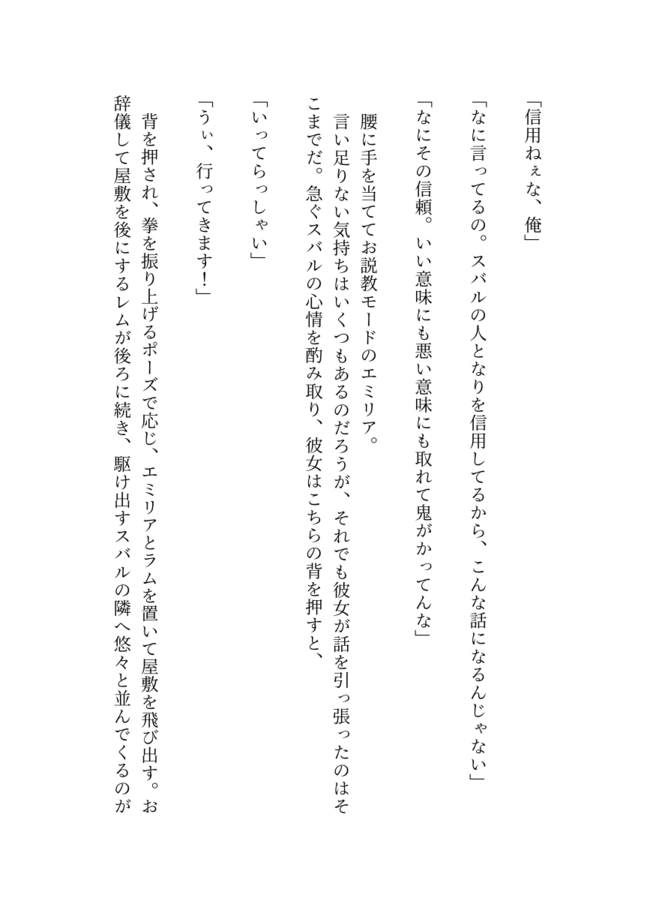 「信用ねぇな、俺」
「なに言ってるの。スバルの人となりを信用してるから、こんな話になるんじゃない」
「なにその信頼。いい意味にも悪い意味にも取れて鬼がかってんな」
　腰に手を当ててお説教モードのエミリア。
　言い足りない気持ちはいくつもあるのだろうが、それでも彼女が話を引っ張ったのはそ
こまでだ。急ぐスバルの心情を酌み取り、彼女はこちらの背を押すと、
「いってらっしゃい」
「うぃ、行ってきます！」
　背を押され、拳を振り上げるポーズで応じ、エミリアとラムを置いて屋敷を飛び出す。お
辞儀して屋敷を後にするレムが後ろに続き、駆け出すスバルの隣へ悠々と並んでくるのが